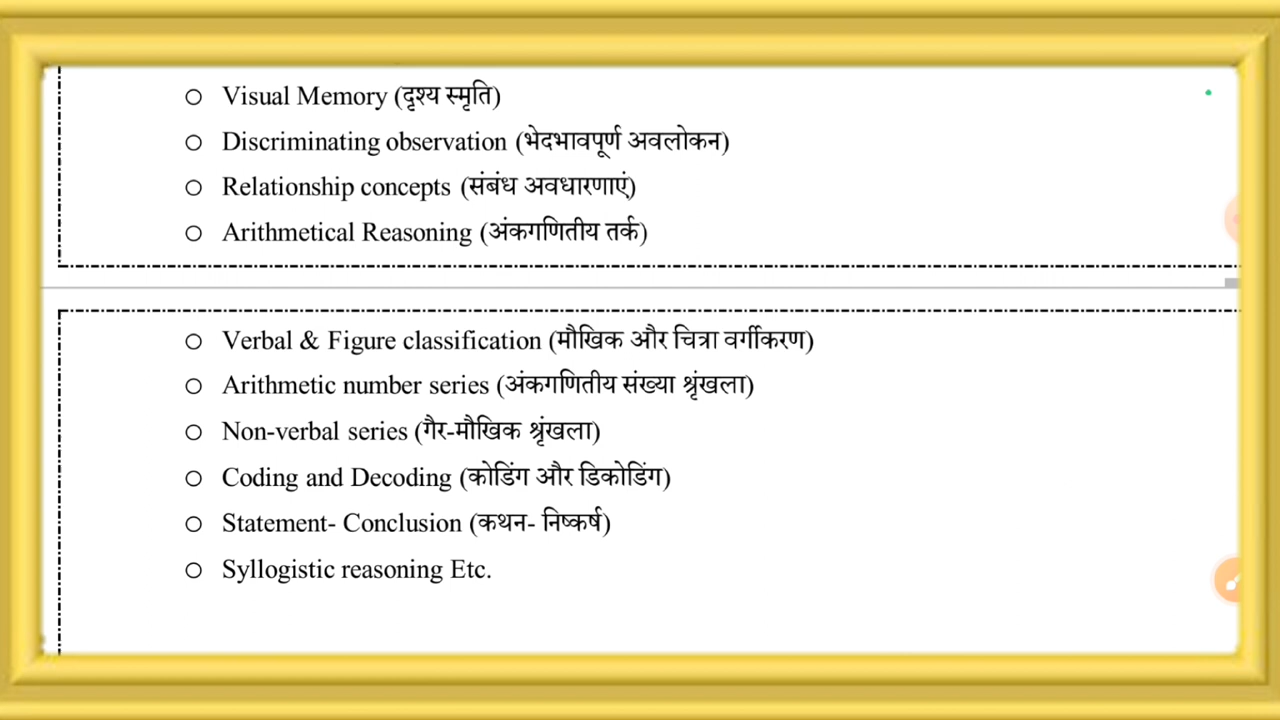 Visual Memory (दृश्य स्मृति)
Discriminating observation (भेदभावपूर्ण अवलोकन)
Relationship concepts (संबंध अवधारणाएं)
Arithmetical Reasoning (अंकगणितीय तर्क)
Verbal & Figure classification (मौखिक और चित्रा वर्गीकरण)
Arithmetic number series (अंकगणितीय संख्या श्रृंखला)
Non-verbal series (गैर-मौखिक श्रृंखला)
Coding and Decoding (कोडिंग और डिकोडिंग)
Statement- Conclusion (कथन- निष्कर्ष)
Syllogistic reasoning Etc.